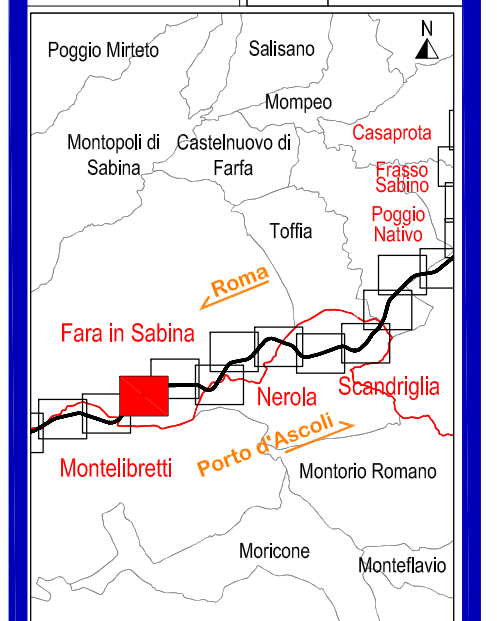 N
Poggio Mirteto
Salisano
Mompeo
Casaprota
Montopoli di
Sabina
Castelnuovo di
Farfa
Frasso
Sabino
Poggio
Nativo
Toffia
Roma
Fara in Sabina
Nerola
Scandriglia
Porto d'Ascoli
Montelibretti
Montorio Romano
Moricone
Monteflavio